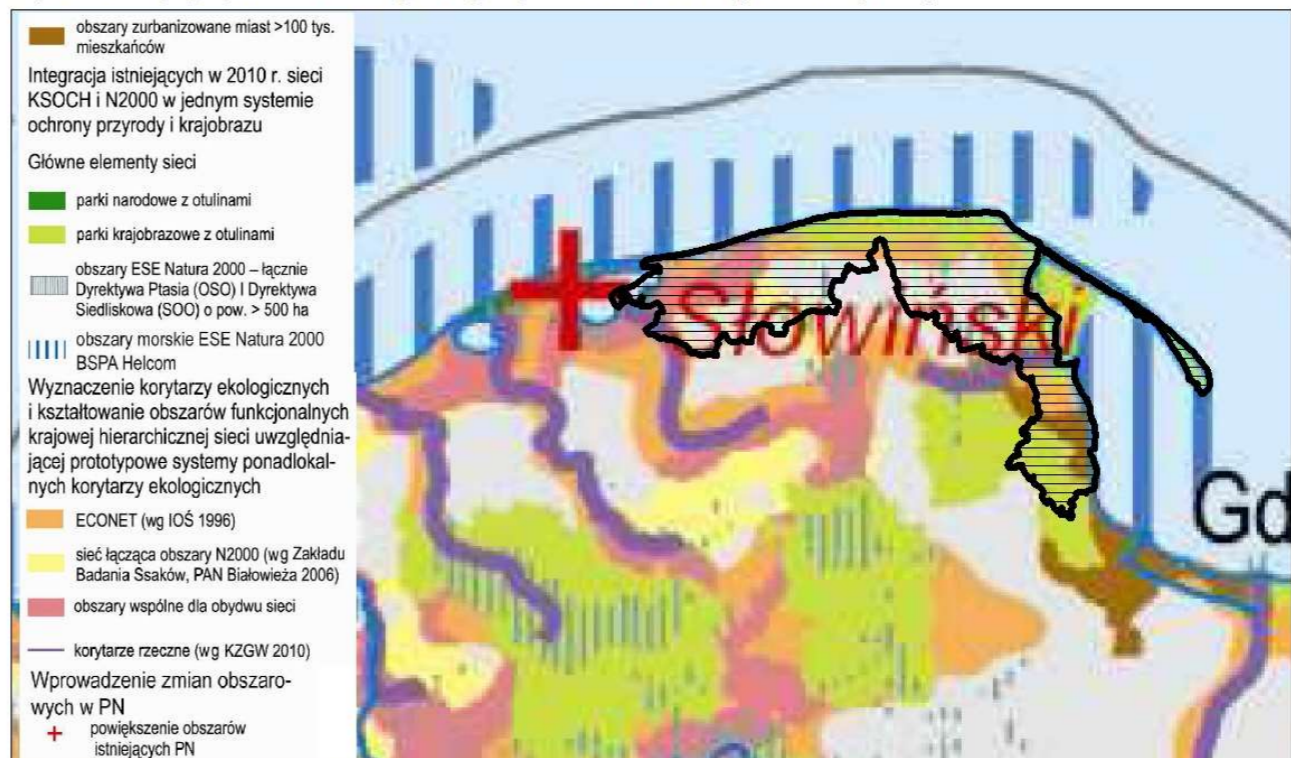 obszary zurbanizowane miast >100 tys.
mieszkańców
Integracja istniejących w 2010 r. sieci
KSOCH i N2000 w jednym systemie
ochrony przyrody i krajobrazu
Główne elementy sieci
parki narodowe z otulinami
parki krajobrazowe z otulinami
obszary ESE Natura 2000 – łącznie
Dyrektywa Ptasia (OSO) I Dyrektywa
Siedliskowa (SOO) o pow. > 500 ha
obszary morskie ESE Natura 2000
BSPA Helcom
Wyznaczenie korytarzy ekologicznych
i kształtowanie obszarów funkcjonalnych
krajowej hierarchicznej sieci uwzględnia-
jącej prototypowe systemy ponadlokal-
nych korytarzy ekologicznych
ECONET (wg IOŚ 1996)
sieć łącząca obszary N2000 (wg Zakładu
Badania Ssaków, PAN Białowieża 2006)
obszary wspólne dla obydwu sieci
korytarze rzeczne (wg KZGW 2010)
Wprowadzenie zmian obszaro-
wych w PN
powiększenie obszarów
istniejących PN
Słowiński
Gd